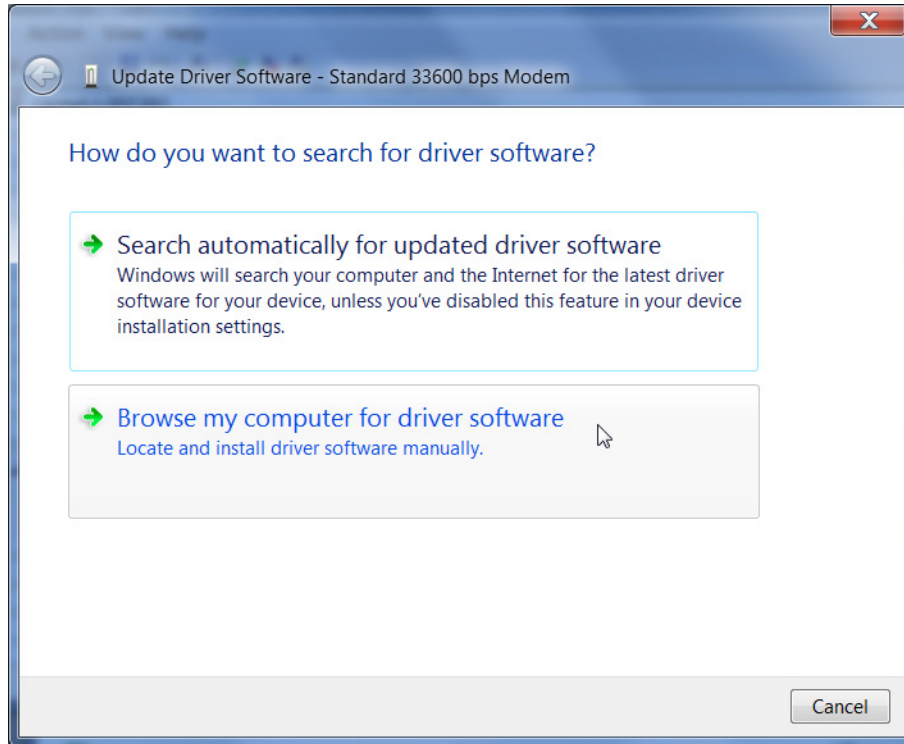 Update Driver Software - Standard 33600 bps Modem
How do you want to search for driver software?
Search automatically for updated driver software
Windows will search your computer and the Internet for the latest driver
software for your device, unless you've disabled this feature in your device
installation settings.
Browse my computer for driver software
Locate and install driver software manually.
Cancel